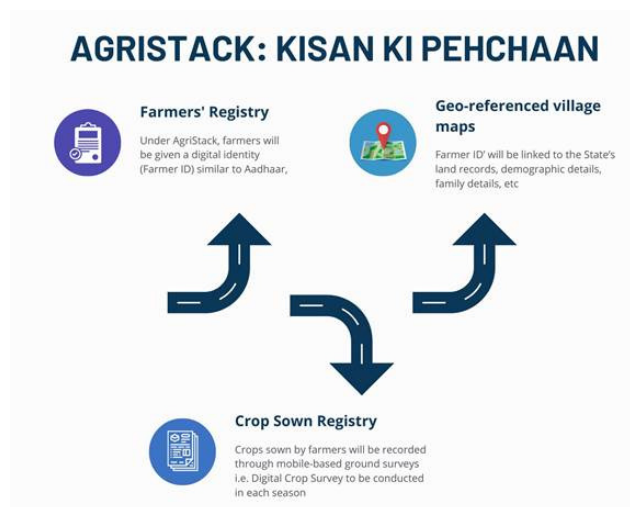 AGRISTACK: KISAN KI PEHCHAAN
Farmers' Registry
Under AgriStack, farmers will
be given a digital identity
(Farmer ID) similar to Aadhaar,
Geo-referenced village
maps
Farmer ID' will be linked to the State's
land records, demographic details,
family details, etc
Crop Sown Registry
Crops sown by farmers will be recorded
through mobile-based ground surveys
i.e. Digital Crop Survey to be conducted
in each season